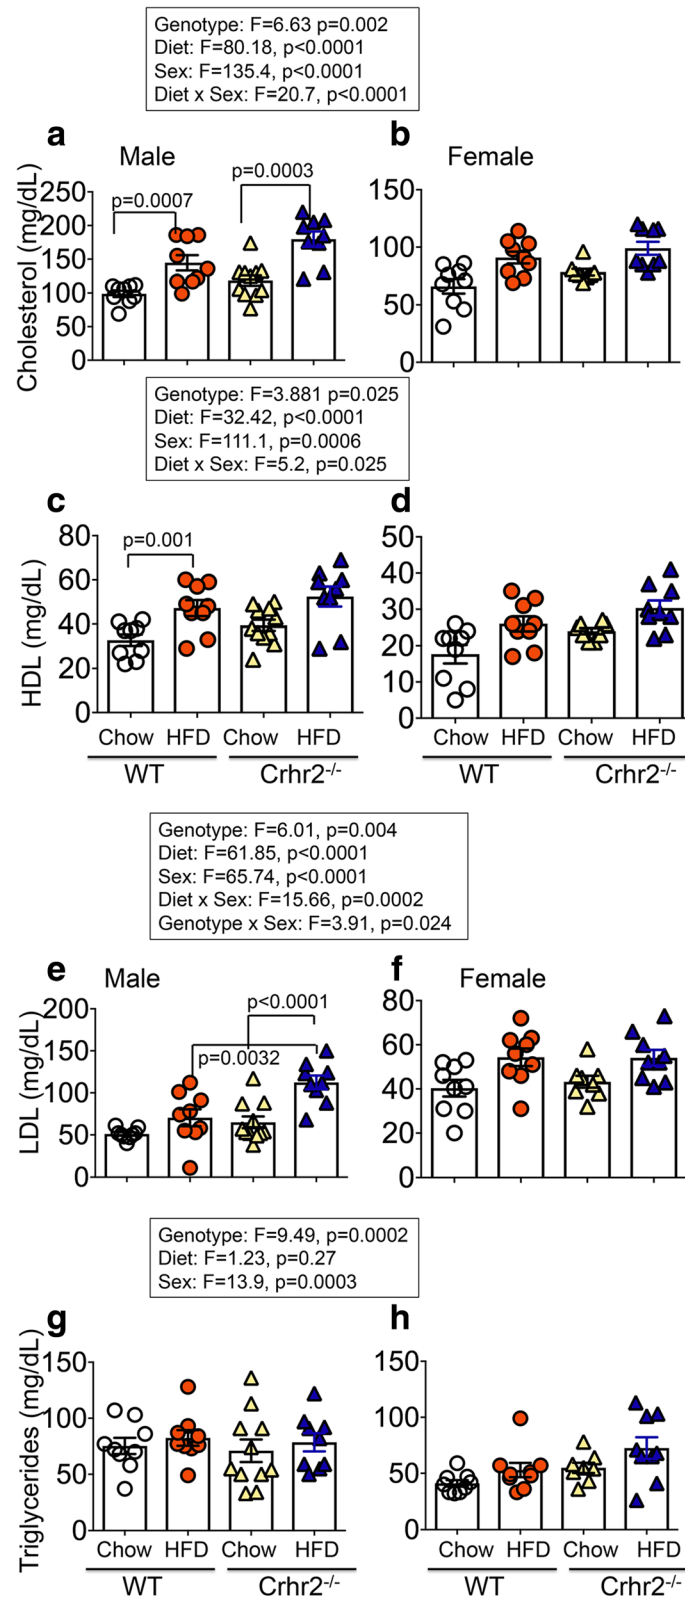 Genotype: F=6.63 p=0.002
Diet: F=80.18, p<0.0001
Sex: F=135.4, p<0.0001
Diet x Sex: F=20.7, p<0.0001
a
b
Male
Female
p=0.0007
p=0.0003
Cholesterol (mg/dL)
250
200
150
100
50
0
150
100
50
0
Genotype: F=3.881 p=0.025
Diet: F=32.42, p<0.0001
Sex: F=111.1, p=0.0006
Diet x Sex: F=5.2, p=0.025
c
d
p=0.001
HDL (mg/dL)
80
60
40
20
0
50
40
30
20
10
0
Chow HFD Chow HFD
WT Crhr2-/-
Chow HFD Chow HFD
WT Crhr2-/-
Genotype: F=6.01, p=0.004
Diet: F=61.85, p<0.0001
Sex: F=65.74, p<0.0001
Diet x Sex: F=15.66, p=0.0002
Genotype x Sex: F=3.91, p=0.024
e
f
Male
Female
p<0.0001
p=0.0032
LDL (mg/dL)
200
150
100
50
0
80
60
40
20
0
Genotype: F=9.49, p=0.0002
Diet: F=1.23, p=0.27
Sex: F=13.9, p=0.0003
g
h
Triglycerides (mg/dL)
150
100
50
0
150
100
50
0
Chow HFD Chow HFD
WT Crhr2-/-
Chow HFD Chow HFD
WT Crhr2-/-